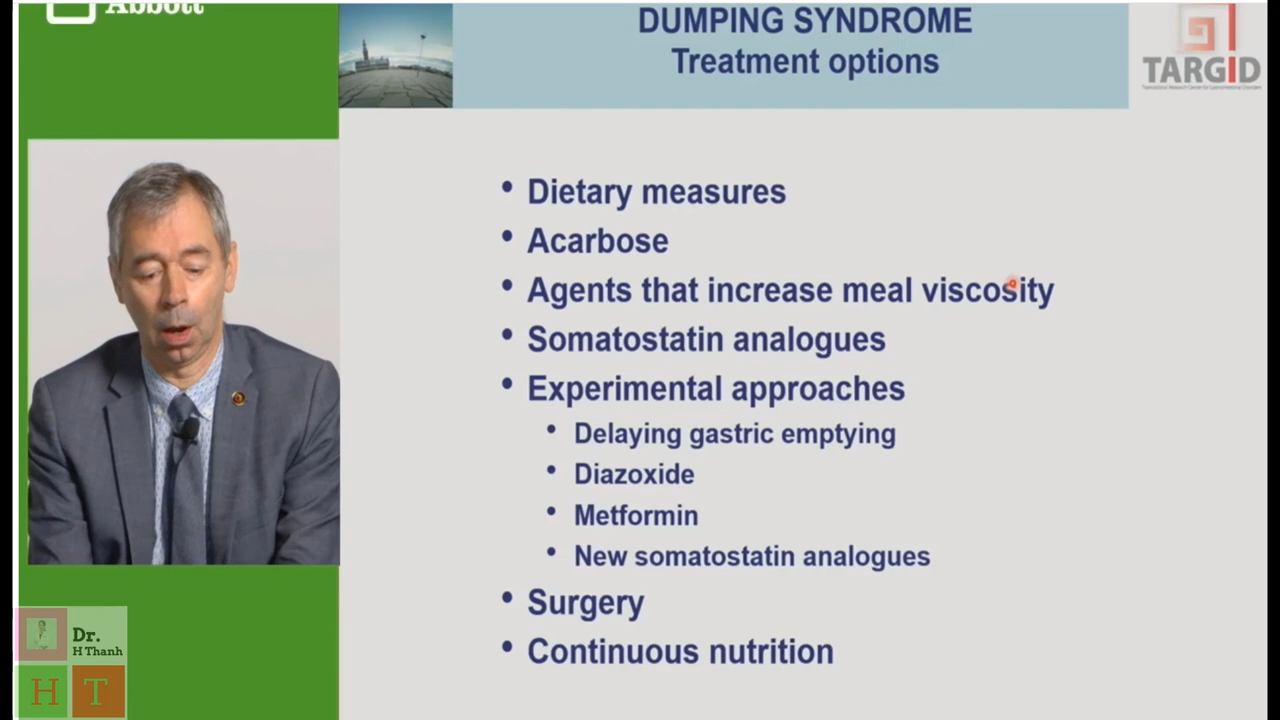 Abbott
DUMPING SYNDROME
Treatment options
TARGID
• Dietary measures
• Acarbose
• Agents that increase meal viscosity
• Somatostatin analogues
• Experimental approaches
• Delaying gastric emptying
• Diazoxide
• Metformin
• New somatostatin analogues
• Surgery
• Continuous nutrition
Dr.
H Thanh
H T